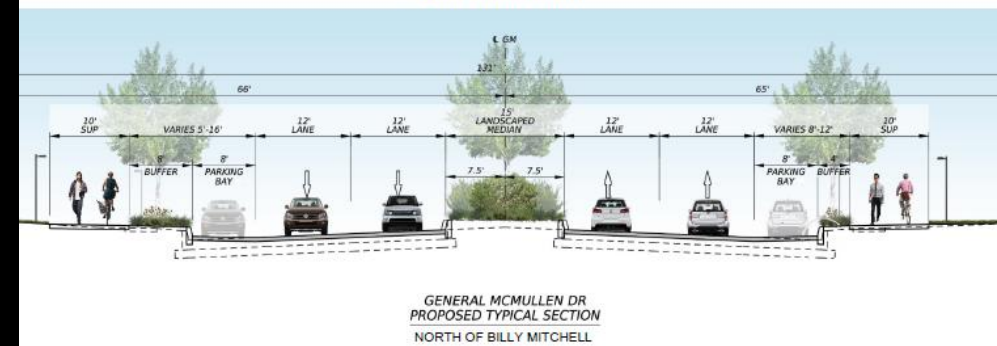 ℄ GM
131'
66'
65'
10'
SUP
VARIES 5'-16'
12'
LANE
12'
LANE
15'
LANDSCAPED
MEDIAN
12'
LANE
12'
LANE
VARIES 8'-12'
10'
SUP
8'
BUFFER
8'
PARKING
BAY
7.5'
7.5'
8'
PARKING
BAY
4'
BUFFER
GENERAL MCMULLEN DR
PROPOSED TYPICAL SECTION
NORTH OF BILLY MITCHELL